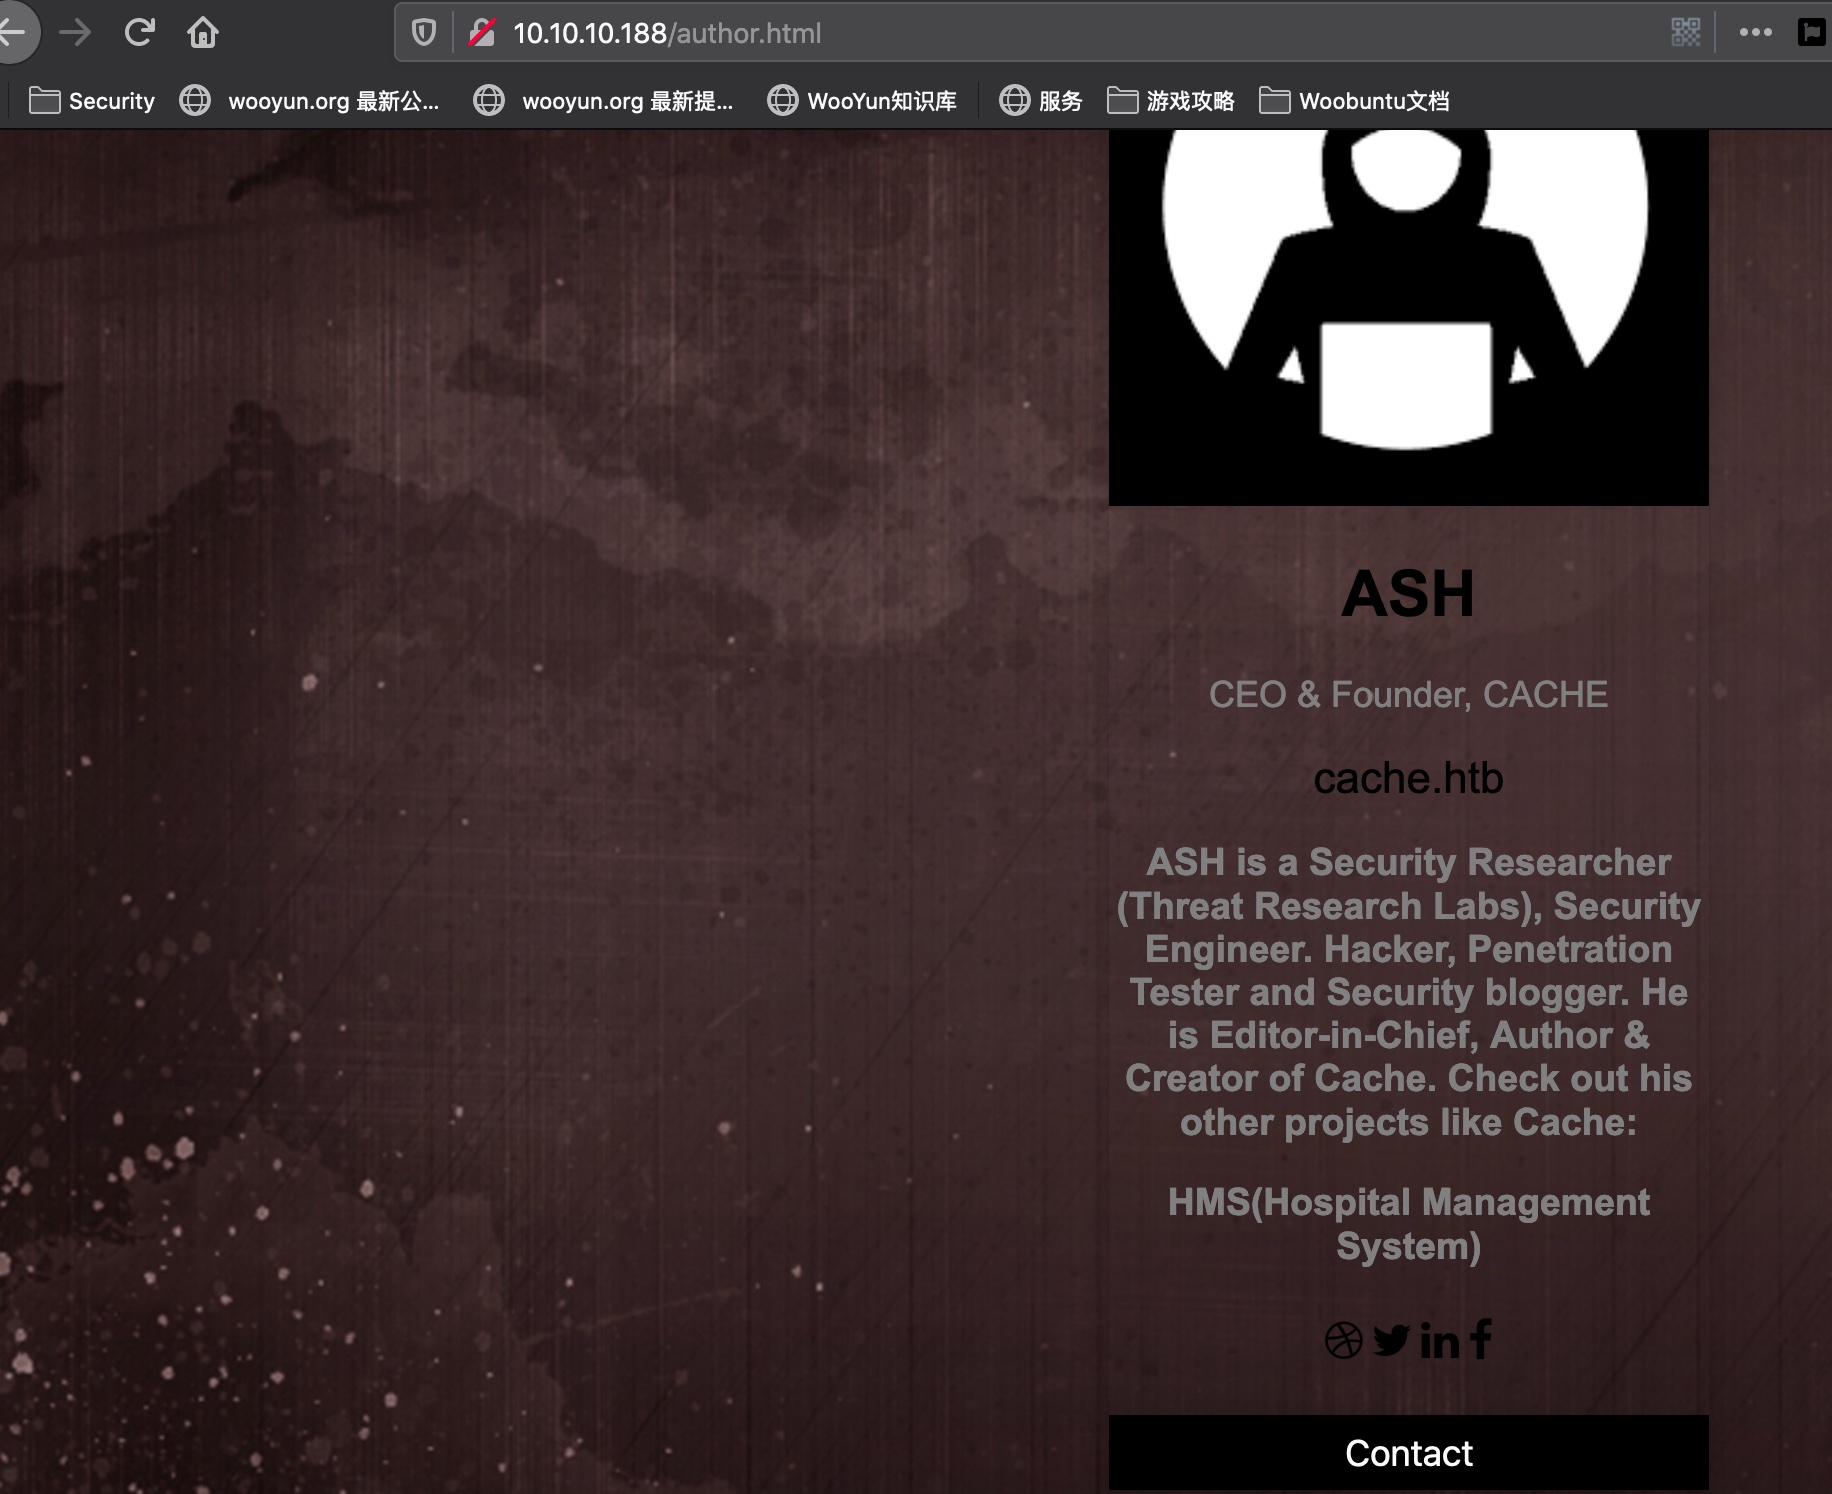 10.10.10.188/author.html
Security wooyun.org 最新公... wooyun.org 最新提... WooYun知识库 服务 游戏攻略 Woobuntu文档
ASH
CEO & Founder, CACHE
cache.htb
ASH is a Security Researcher
(Threat Research Labs), Security
Engineer. Hacker, Penetration
Tester and Security blogger. He
is Editor-in-Chief, Author &
Creator of Cache. Check out his
other projects like Cache:
HMS(Hospital Management
System)
Contact